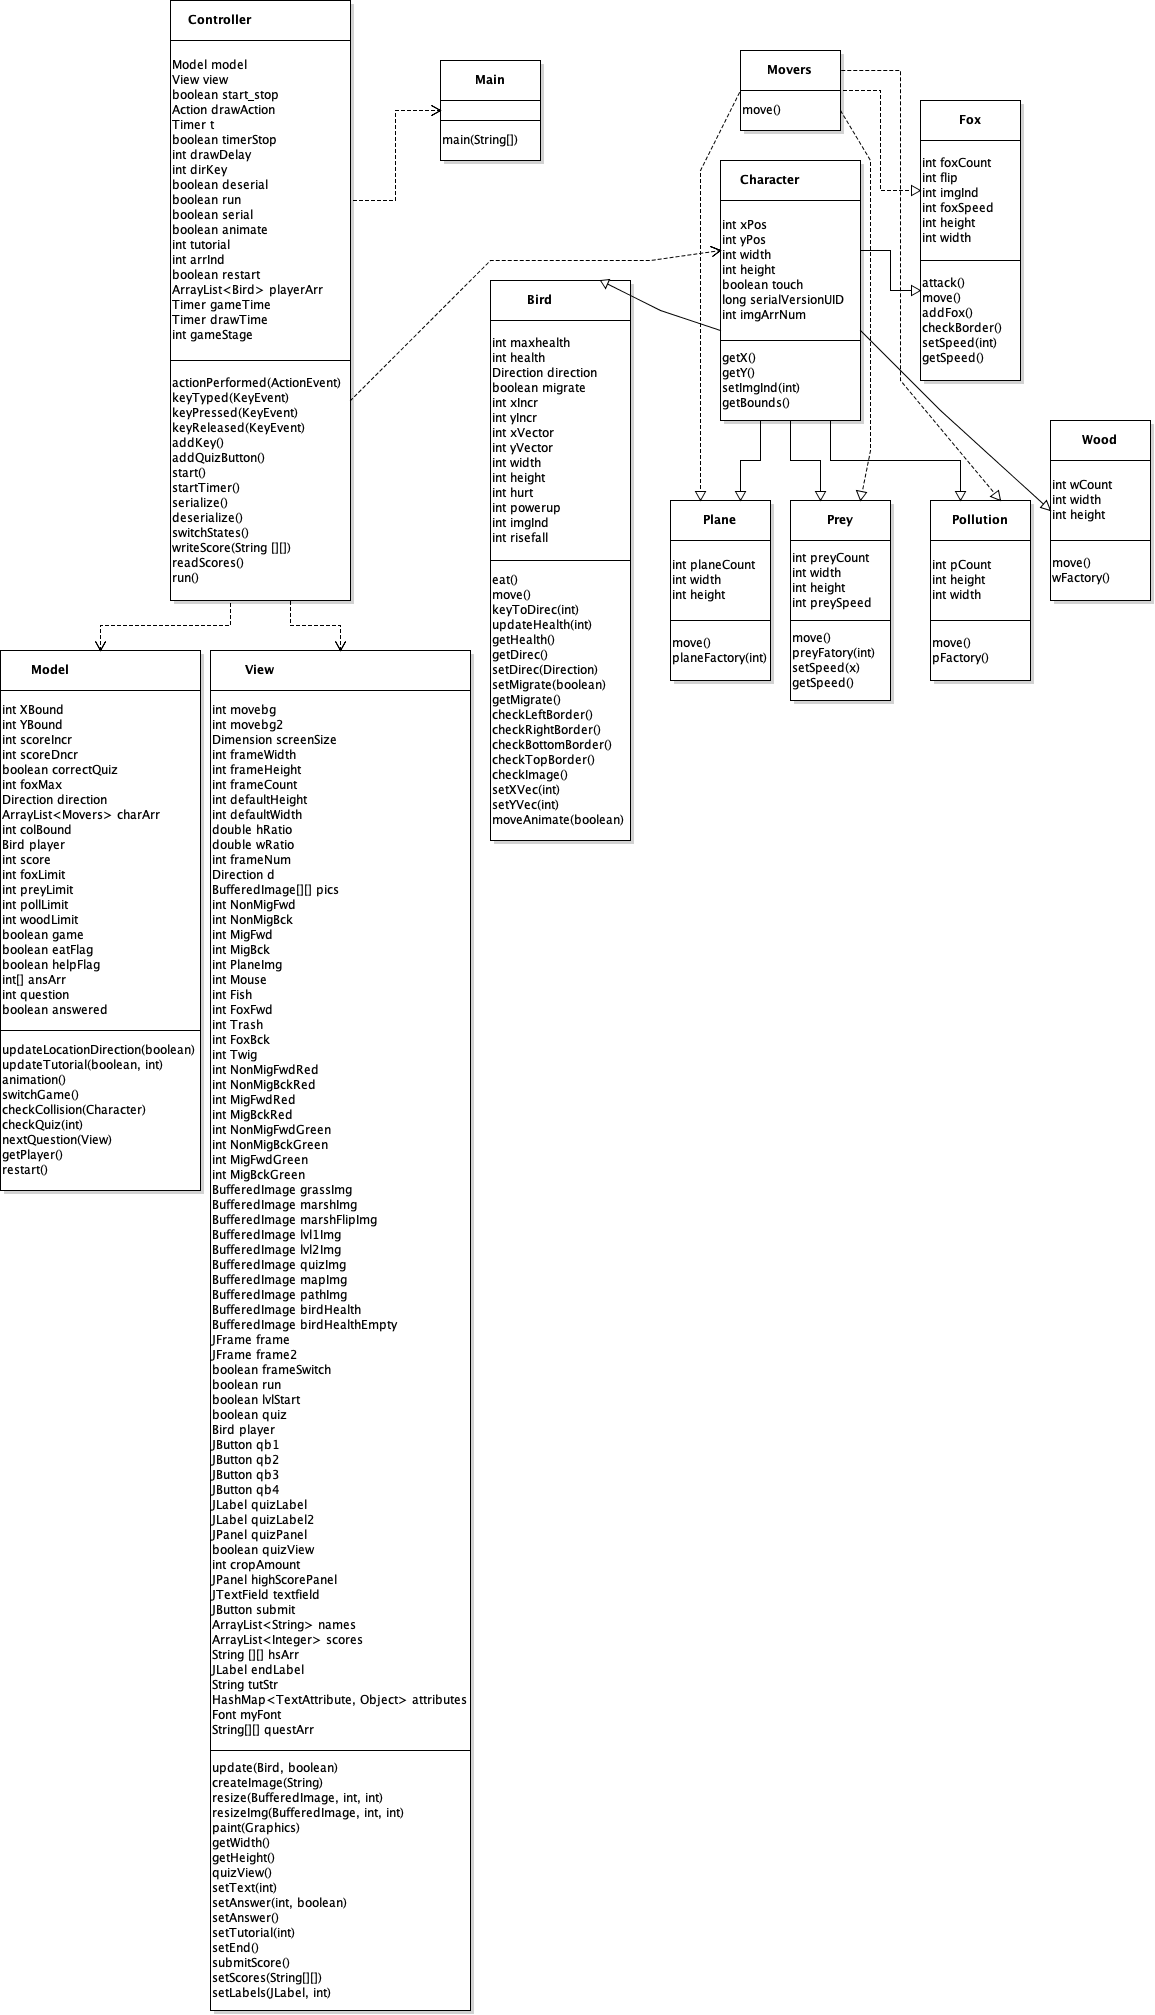 Controller
Model model
View view
boolean start_stop
Action drawAction
Timer t
boolean timerStop
int drawDelay
int dirKey
boolean deserial
boolean run
boolean serial
boolean animate
int tutorial
int arrInd
boolean restart
ArrayList<Bird> playerArr
Timer gameTime
Timer drawTime
int gameStage
actionPerformed(ActionEvent)
keyTyped(KeyEvent)
keyPressed(KeyEvent)
keyReleased(KeyEvent)
addKey()
addQuizButton()
start()
startTimer()
serialize()
deserialize()
switchStates()
writeScore(String [][])
readScores()
run()
Main
main(String[])
Movers
move()
Fox
int foxCount
int flip
int imgInd
int foxSpeed
int height
int width
attack()
move()
addFox()
checkBorder()
setSpeed(int)
getSpeed()
Character
int xPos
int yPos
int width
int height
boolean touch
long serialVersionUID
int imgArrNum
getX()
getY()
setImgInd(int)
getBounds()
Bird
int maxhealth
int health
Direction direction
boolean migrate
int xIncr
int yIncr
int xVector
int yVector
int width
int height
int hurt
int powerup
int imgInd
int risefall
eat()
move()
keyToDirec(int)
updateHealth(int)
getHealth()
getDirec()
setDirec(Direction)
setMigrate(boolean)
getMigrate()
checkLeftBorder()
checkRightBorder()
checkBottomBorder()
checkTopBorder()
checkImage()
setXVec(int)
setYVec(int)
moveAnimate(boolean)
Wood
int wCount
int width
int height
move()
wFactory()
Plane
int planeCount
int width
int height
move()
planeFactory(int)
Prey
int preyCount
int width
int height
int preySpeed
move()
preyFatory(int)
setSpeed(x)
getSpeed()
Pollution
int pCount
int height
int width
move()
pFactory()
Model
int XBound
int YBound
int scoreIncr
int scoreDncr
boolean correctQuiz
int foxMax
Direction direction
ArrayList<Movers> charArr
int colBound
Bird player
int score
int foxLimit
int preyLimit
int pollLimit
int woodLimit
boolean game
boolean eatFlag
boolean helpFlag
int[] ansArr
int question
boolean answered
updateLocationDirection(boolean)
updateTutorial(boolean, int)
animation()
switchGame()
checkCollision(Character)
checkQuiz(int)
nextQuestion(View)
getPlayer()
restart()
View
int movebg
int movebg2
Dimension screenSize
int frameWidth
int frameHeight
int frameCount
int defaultHeight
int defaultWidth
double hRatio
double wRatio
int frameNum
Direction d
BufferedImage[][] pics
int NonMigFwd
int NonMigBck
int MigFwd
int MigBck
int PlaneImg
int Mouse
int Fish
int FoxFwd
int Trash
int FoxBck
int Twig
int NonMigFwdRed
int NonMigBckRed
int MigFwdRed
int MigBckRed
int NonMigFwdGreen
int NonMigBckGreen
int MigFwdGreen
int MigBckGreen
BufferedImage grassImg
BufferedImage marshImg
BufferedImage marshFlipImg
BufferedImage lvl1Img
BufferedImage lvl2Img
BufferedImage quizImg
BufferedImage mapImg
BufferedImage pathImg
BufferedImage birdHealth
BufferedImage birdHealthEmpty
JFrame frame
JFrame frame2
boolean frameSwitch
boolean run
boolean lvlStart
boolean quiz
Bird player
JButton qb1
JButton qb2
JButton qb3
JButton qb4
JLabel quizLabel
JLabel quizLabel2
JPanel quizPanel
boolean quizView
int cropAmount
JPanel highScorePanel
JTextField textfield
JButton submit
ArrayList<String> names
ArrayList<Integer> scores
String [][] hsArr
JLabel endLabel
String tutStr
HashMap<TextAttribute, Object> attributes
Font myFont
String[][] questArr
update(Bird, boolean)
createImage(String)
resize(BufferedImage, int, int)
resizeImg(BufferedImage, int, int)
paint(Graphics)
getWidth()
getHeight()
quizView()
setText(int)
setAnswer(int, boolean)
setAnswer()
setTutorial(int)
setEnd()
submitScore()
setScores(String[][])
setLabels(JLabel, int)